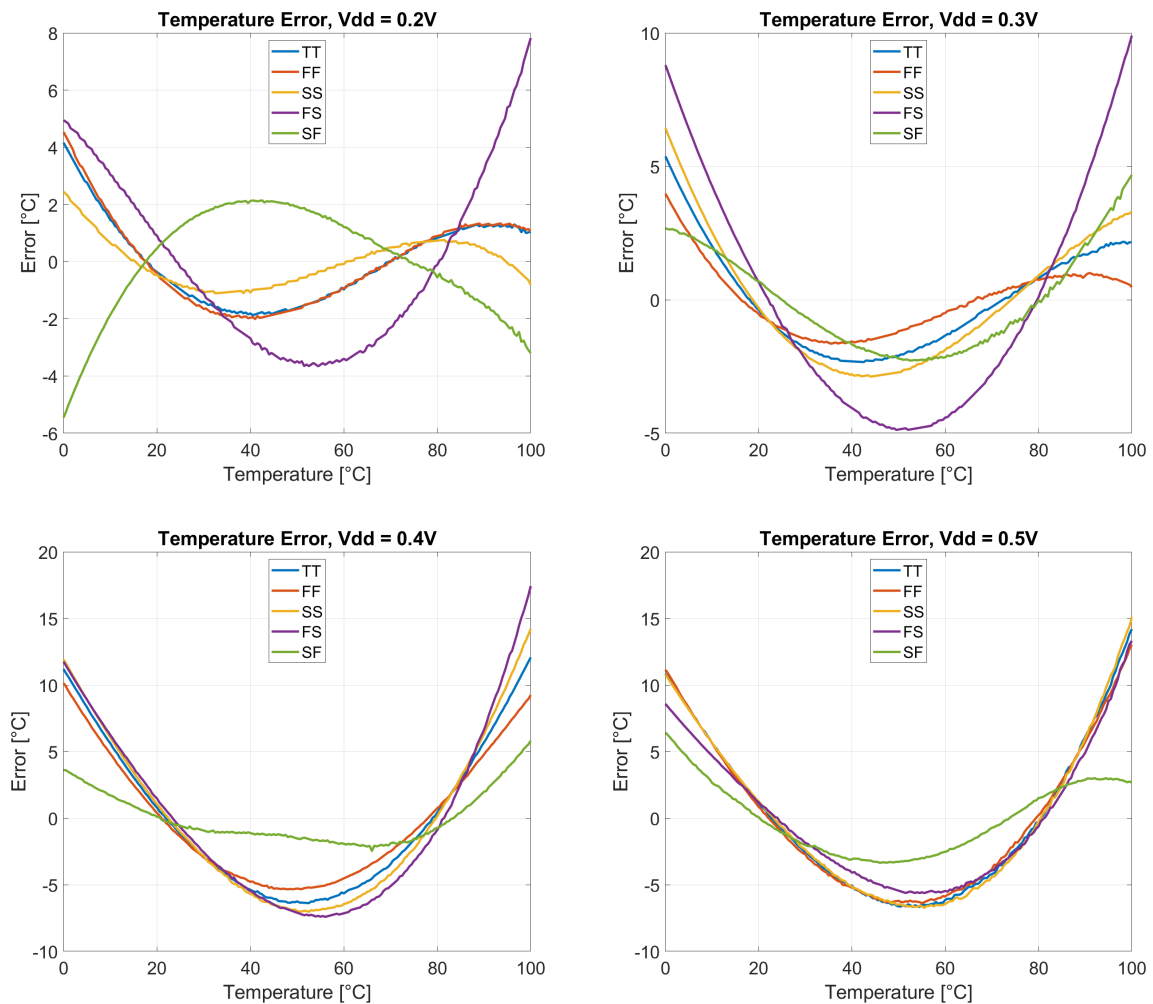 Temperature Error, Vdd = 0.2V
8
6
4
2
0
-2
-4
-6
Error [°C]
TT
FF
SS
FS
SF
0 20 40 60 80 100
Temperature [°C]
Temperature Error, Vdd = 0.3V
10
5
0
-5
Error [°C]
TT
FF
SS
FS
SF
0 20 40 60 80 100
Temperature [°C]
Temperature Error, Vdd = 0.4V
20
15
10
5
0
-5
-10
Error [°C]
TT
FF
SS
FS
SF
0 20 40 60 80 100
Temperature [°C]
Temperature Error, Vdd = 0.5V
20
15
10
5
0
-5
-10
Error [°C]
TT
FF
SS
FS
SF
0 20 40 60 80 100
Temperature [°C]